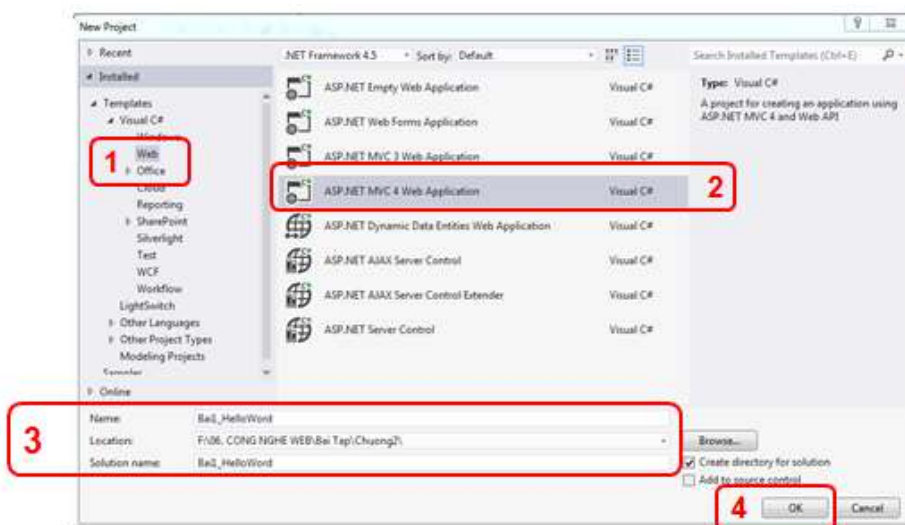 New Project
Recent
.NET Framework 4.5 Sort by: Default
Search Installed Templates (Ctrl+E)
Installed
Templates
Visual C#
Windows
Web
Office
Cloud
Reporting
SharePoint
Silverlight
Test
WCF
Workflow
LightSwitch
Other Languages
Other Project Types
Modeling Projects
Samples
Online
1
ASP.NET Empty Web Application Visual C#
ASP.NET Web Forms Application Visual C#
ASP.NET MVC 3 Web Application Visual C#
ASP.NET MVC 4 Web Application Visual C#
2
ASP.NET Dynamic Data Entities Web Application Visual C#
ASP.NET AJAX Server Control Visual C#
ASP.NET AJAX Server Control Extender Visual C#
ASP.NET Server Control Visual C#
Type: Visual C#
A project for creating an application using
ASP.NET MVC 4 and Web API
3
Name: Bai1_HelloWord
Location: F:\06. CONG NGHE WEB\Bai Tap\Chuong2\
Solution name: Bai1_HelloWord
Browse...
Create directory for solution
Add to source control
4
OK Cancel